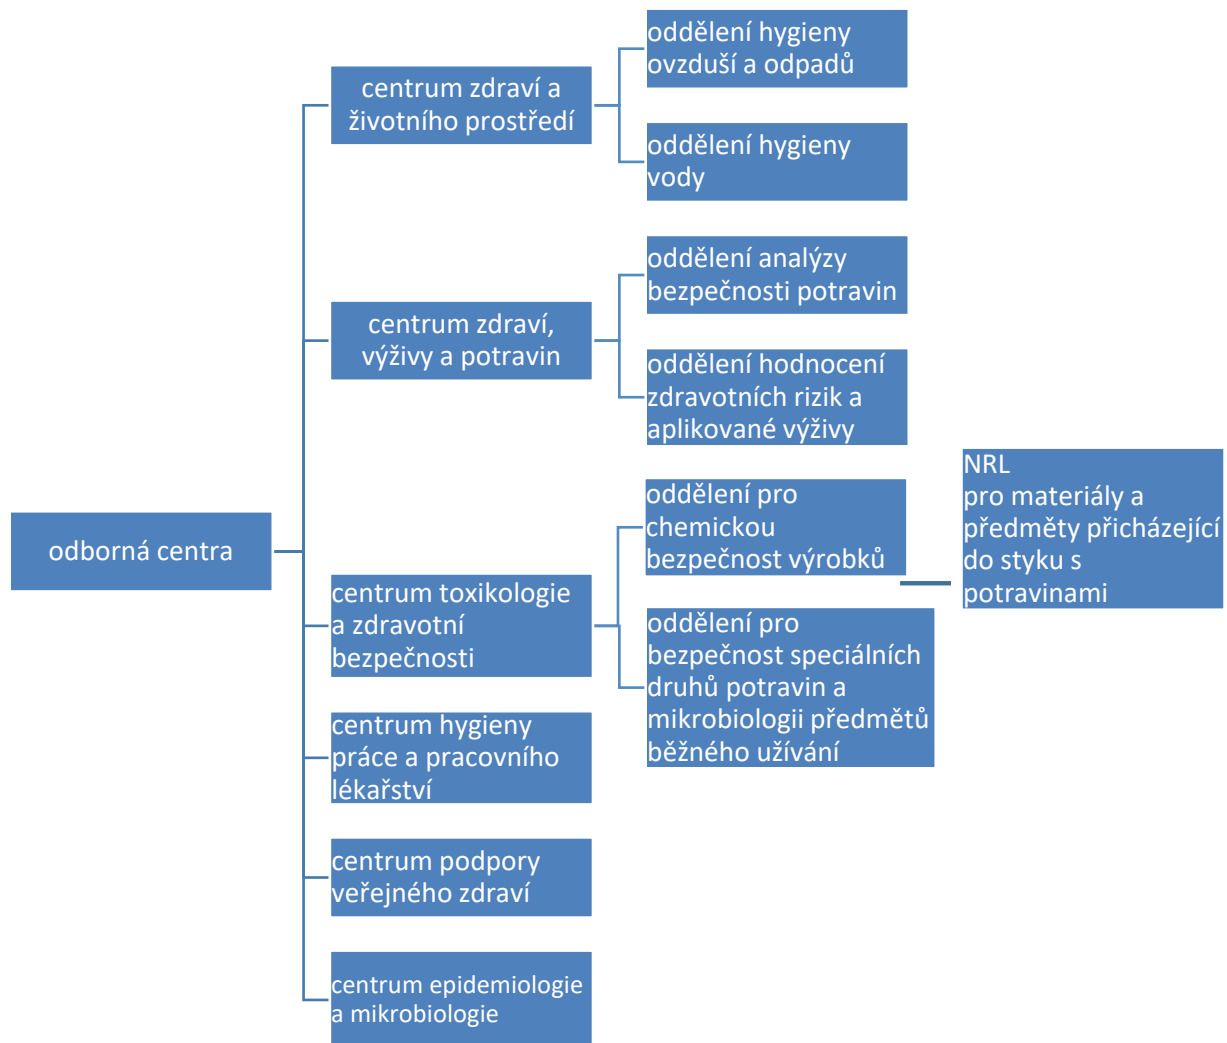 odborná centra
centrum zdraví a
životního prostředí
oddělení hygieny
ovzduší a odpadů
oddělení hygieny
vody
centrum zdraví,
výživy a potravin
oddělení analýzy
bezpečnosti potravin
oddělení hodnocení
zdravotních rizik a
aplikované výživy
centrum toxikologie
a zdravotní
bezpečnosti
oddělení pro
chemickou
bezpečnost výrobků
NRL
pro materiály a
předměty přicházející
do styku s
potravinami
oddělení pro
bezpečnost speciálních
druhů potravin a
mikrobiologii předmětů
běžného užívání
centrum hygieny
práce a pracovního
lékařství
centrum podpory
veřejného zdraví
centrum epidemiologie
a mikrobiologie